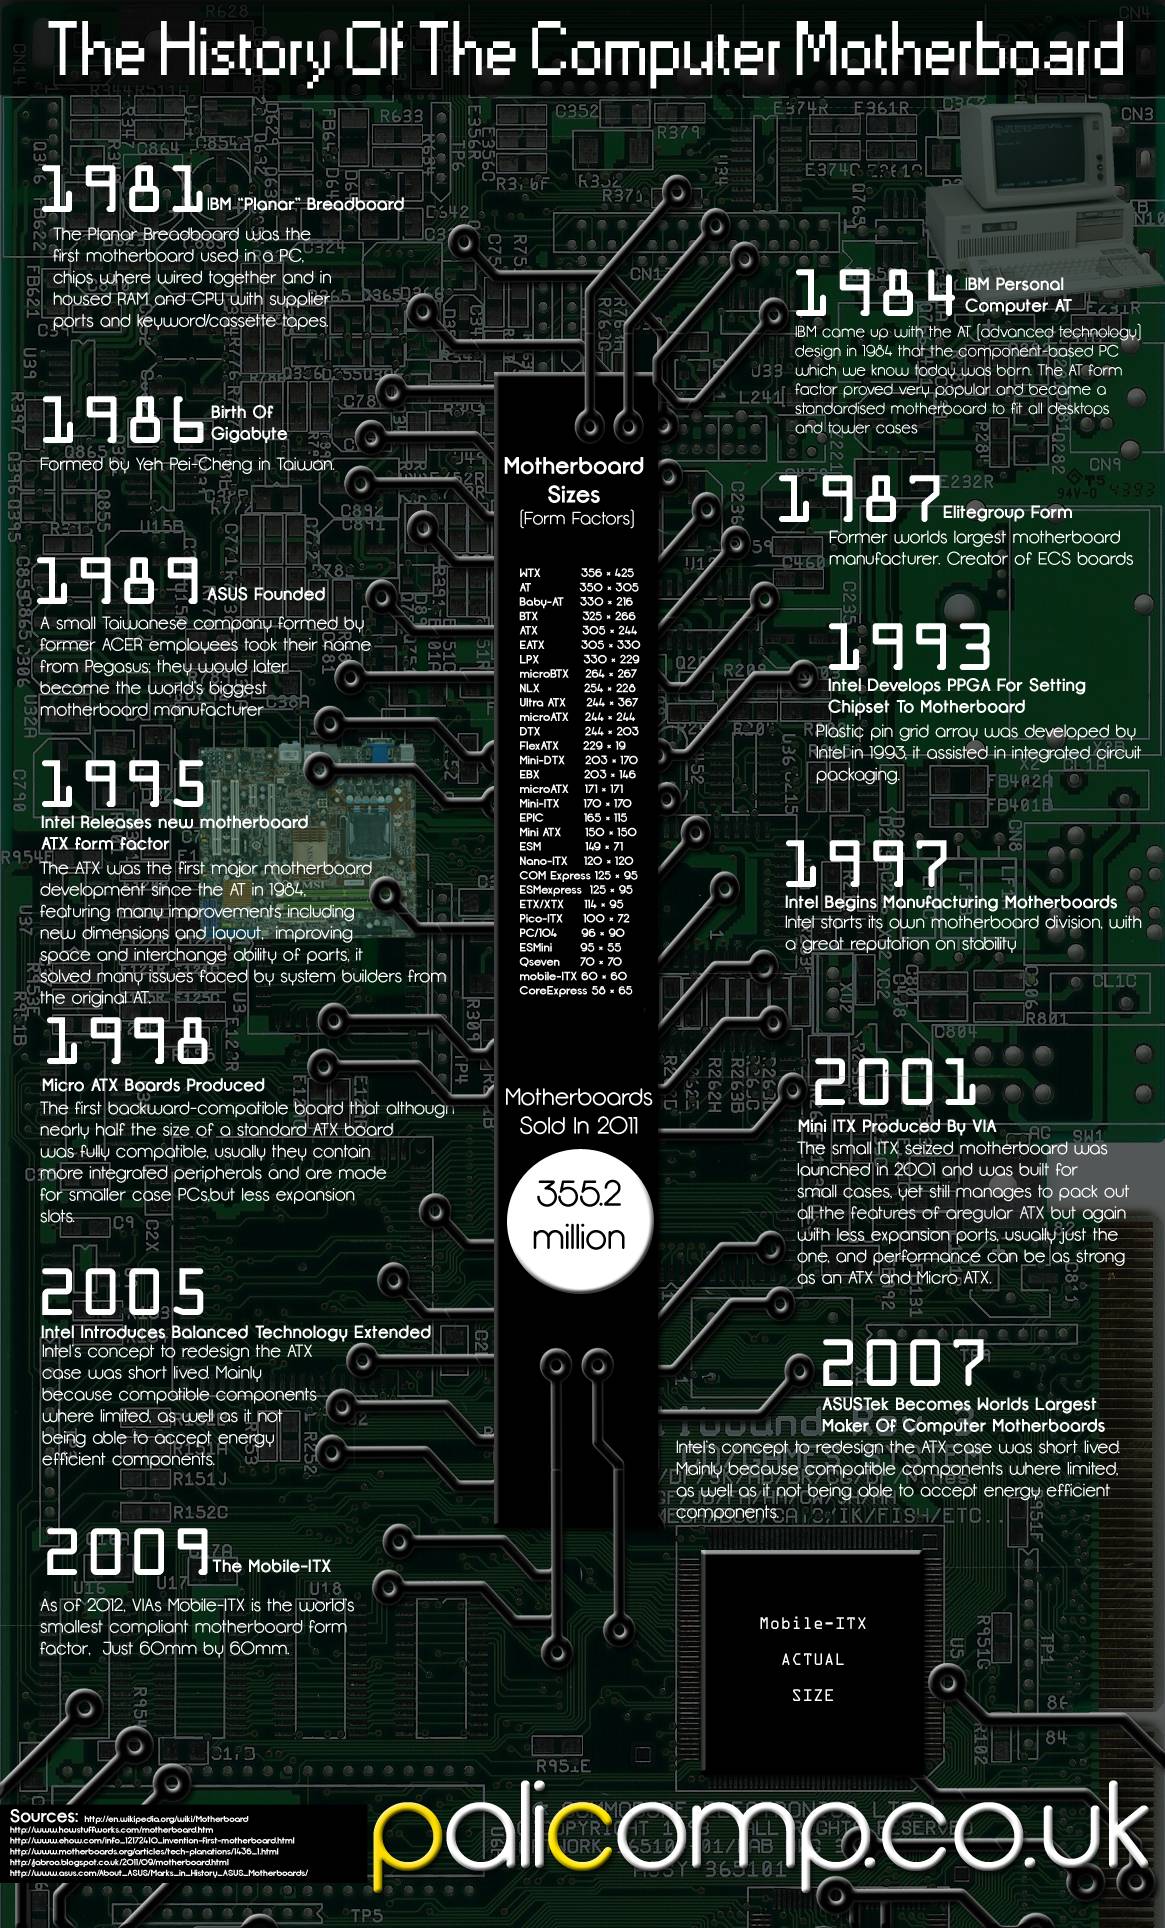 The History Of The Computer Motherboard
1981 IBM "Planar" Breadboard
The Planar Breadboard was the
first motherboard used in a PC,
chips where wired together and in
housed RAM and CPU with supplier
ports and keyword/cassette tapes.
1984 IBM Personal
Computer AT
IBM came up with the AT (advanced technology)
design in 1984 that the component-based PC
which we know today was born. The AT form
factor proved very popular and became a
standardised motherboard to fit all desktops
and tower cases
1986 Birth Of
Gigabyte
Formed by Yeh Pei-Cheng in Taiwan.
1987 Elitegroup Form
Former worlds largest motherboard
manufacturer. Creator of ECS boards
1989 ASUS Founded
A small Taiwanese company formed by
former ACER employees took their name
from Pegasus; they would later
become the world's biggest
motherboard manufacturer
1993
Intel Develops PPGA For Setting
Chipset To Motherboard
Plastic pin grid array was developed by
Intel in 1993, it assisted in integrated circuit
packaging.
1995
Intel Releases new motherboard
ATX form factor
The ATX was the first major motherboard
development since the AT in 1984,
featuring many improvements including
new dimensions and layout, improving
space and interchange ability of parts, it
solved many issues faced by system builders from
the original AT.
1997
Intel Begins Manufacturing Motherboards
Intel starts its own motherboard division, with
a great reputation on stability
1998
Micro ATX Boards Produced
The first backward-compatible board that although
nearly half the size of a standard ATX board
was fully compatible, usually they contain
more integrated peripherals and are made
for smaller case PCs,but less expansion
slots.
2001
Mini ITX Produced By VIA
The small ITX seized motherboard was
launched in 2001 and was built for
small cases, yet still manages to pack out
all the features of aregular ATX but again
with less expansion ports, usually just the
one, and performance can be as strong
as an ATX and Micro ATX.
2005
Intel Introduces Balanced Technology Extended
Intel's concept to redesign the ATX
case was short lived. Mainly
because compatible components
where limited, as well as it not
being able to accept energy
efficient components.
2007
ASUSTek Becomes Worlds Largest
Maker Of Computer Motherboards
Intel's concept to redesign the ATX case was short lived.
Mainly because compatible components where limited,
as well as it not being able to accept energy efficient
components.
2009 The Mobile-ITX
As of 2012, VIAs Mobile-ITX is the world's
smallest compliant motherboard form
factor. Just 60mm by 60mm.
Motherboard
Sizes
(Form Factors)
WTX 356 × 425
AT 350 × 305
Baby-AT 330 × 216
BTX 325 × 266
ATX 305 × 244
EATX 305 × 330
LPX 330 × 229
microBTX 264 × 267
NLX 254 × 228
Ultra ATX 244 × 367
microATX 244 × 244
DTX 244 × 203
FlexATX 229 × 19
Mini-DTX 203 × 170
EBX 203 × 146
microATX 171 × 171
Mini-ITX 170 × 170
EPIC 165 × 115
Mini ATX 150 × 150
ESM 149 × 71
Nano-ITX 120 × 120
COM Express 125 × 95
ESMexpress 125 × 95
ETX/XTX 114 × 95
Pico-ITX 100 × 72
PC/104 96 × 90
ESMini 95 × 55
Qseven 70 × 70
mobile-ITX 60 × 60
CoreExpress 56 × 65
Motherboards
Sold In 2011
355.2
million
Mobile-ITX
ACTUAL
SIZE
Sources: http://en.wikipedia.org/wiki/Motherboard
http://www.howstuffworks.com/motherboard.htm
http://www.ehow.com/info_12172410_invention-first-motherboard.html
http://www.motherboards.org/articles/tech-planations/1436_1.html
http://jabroo.blogspot.co.uk/2011/09/motherboard.html
http://www.asus.com/About_ASUS/Marks_in_History_ASUS_Motherboards/
palicomp.co.uk